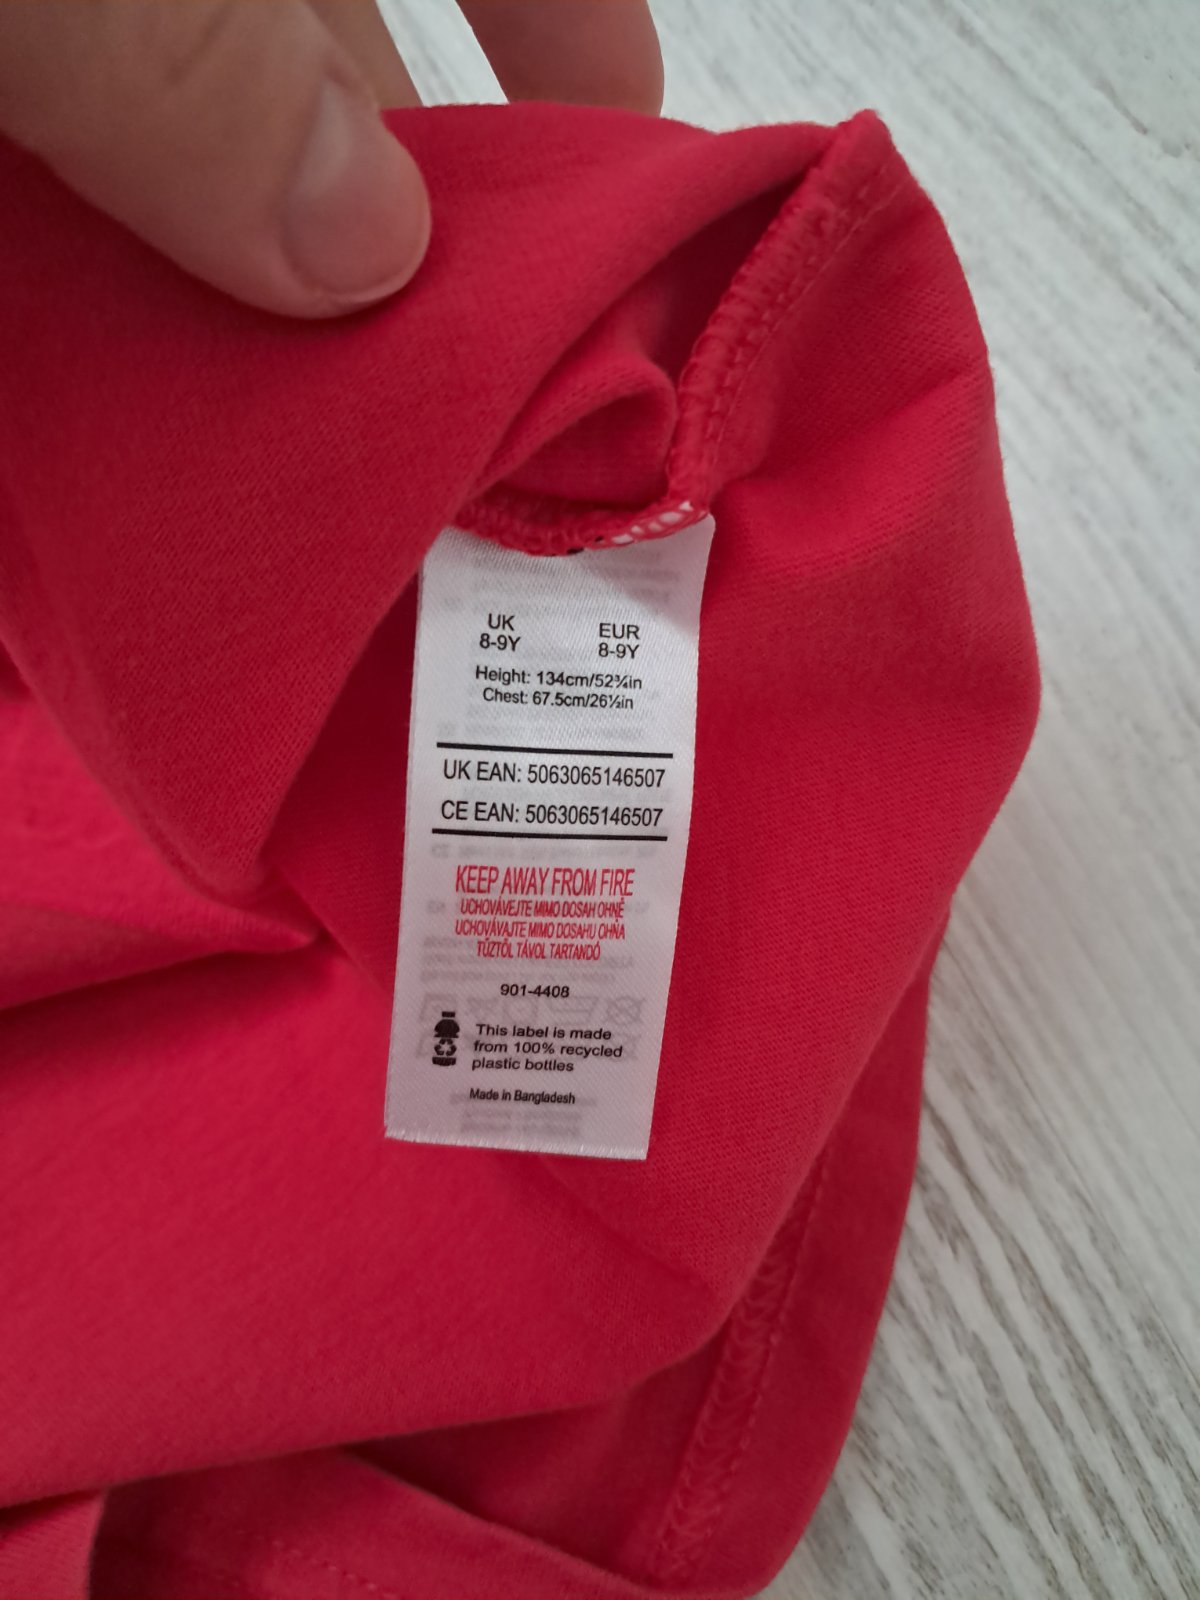 UK EUR
8-9Y 8-9Y
Height: 134cm/52¾in
Chest: 67.5cm/26½in
UK EAN: 5063065146507
CE EAN: 5063065146507
KEEP AWAY FROM FIRE
UCHOVÁVEJTE MIMO DOSAH OHNĚ
UCHOVÁVAJTE MIMO DOSAHU OHŇA
TŰZTŐL TÁVOL TARTANDÓ
901-4408
This label is made
from 100% recycled
plastic bottles
Made in Bangladesh